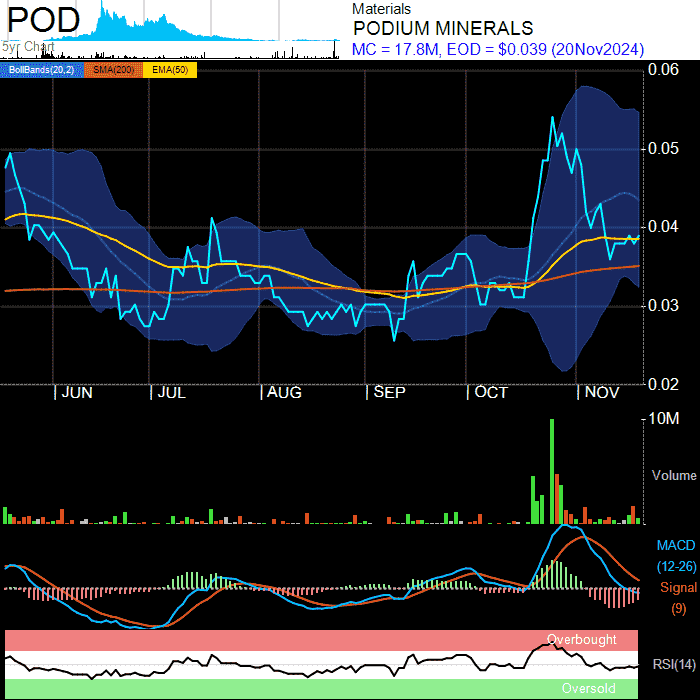 POD
5yr Chart
Materials
PODIUM MINERALS
MC = 17.8M, EOD = $0.039 (20Nov2024)
BollBands(20,2) SMA(200) EMA(50)
0.06
0.05
0.04
0.03
0.02
JUN JUL AUG SEP OCT NOV
10M
Volume
MACD
(12-26)
Signal
(9)
Overbought
RSI(14)
Oversold